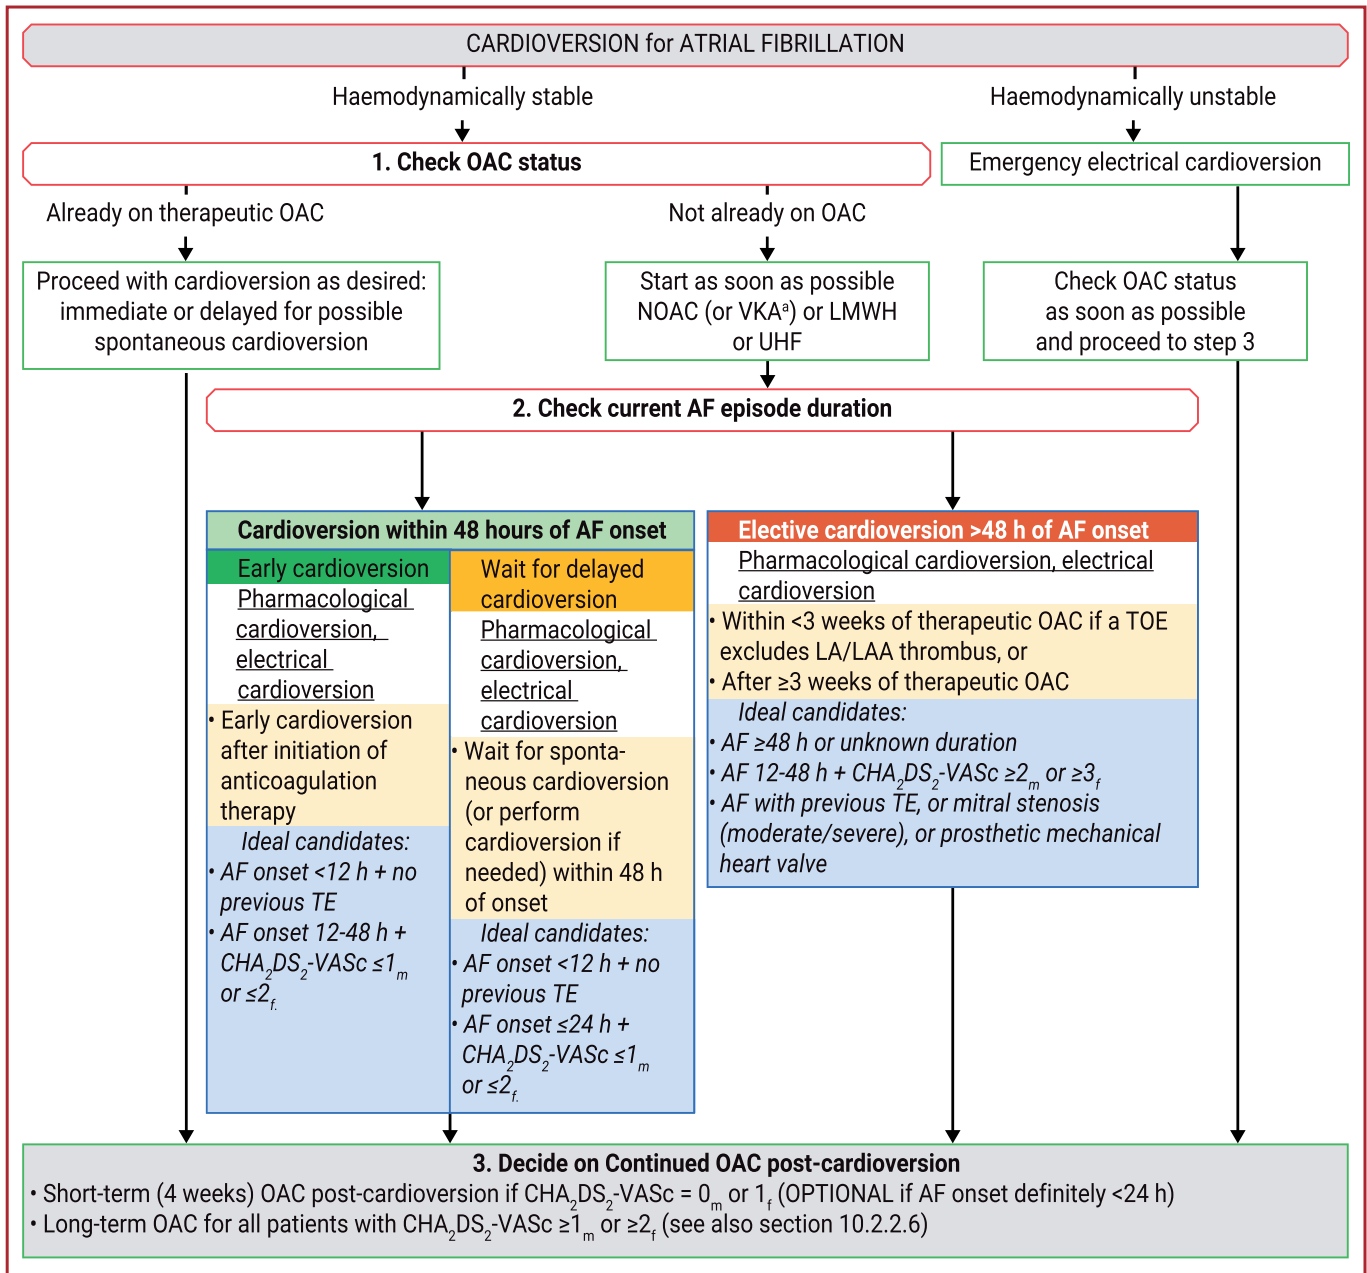 CARDIOVERSION for ATRIAL FIBRILLATION
Haemodynamically stable
Haemodynamically unstable
1. Check OAC status
Emergency electrical cardioversion
Already on therapeutic OAC
Not already on OAC
Proceed with cardioversion as desired:
immediate or delayed for possible
spontaneous cardioversion
Start as soon as possible
NOAC (or VKAᵃ) or LMWH
or UHF
Check OAC status
as soon as possible
and proceed to step 3
2. Check current AF episode duration
Cardioversion within 48 hours of AF onset
Early cardioversion
Pharmacological
cardioversion,
electrical
cardioversion
• Early cardioversion
after initiation of
anticoagulation
therapy
Ideal candidates:
• AF onset <12 h + no
previous TE
• AF onset 12-48 h +
CHA₂DS₂-VASc ≤1ₘ
or ≤2f.
Wait for delayed
cardioversion
Pharmacological
cardioversion,
electrical
cardioversion
• Wait for sponta-
neous cardioversion
(or perform
cardioversion if
needed) within 48 h
of onset
Ideal candidates:
• AF onset <12 h + no
previous TE
• AF onset ≤24 h +
CHA₂DS₂-VASc ≤1ₘ
or ≤2f.
Elective cardioversion >48 h of AF onset
Pharmacological cardioversion, electrical
cardioversion
• Within <3 weeks of therapeutic OAC if a TOE
excludes LA/LAA thrombus, or
• After ≥3 weeks of therapeutic OAC
Ideal candidates:
• AF ≥48 h or unknown duration
• AF 12-48 h + CHA₂DS₂-VASc ≥2ₘ or ≥3f
• AF with previous TE, or mitral stenosis
(moderate/severe), or prosthetic mechanical
heart valve
3. Decide on Continued OAC post-cardioversion
• Short-term (4 weeks) OAC post-cardioversion if CHA₂DS₂-VASc = 0ₘ or 1f (OPTIONAL if AF onset definitely <24 h)
• Long-term OAC for all patients with CHA₂DS₂-VASc ≥1ₘ or ≥2f (see also section 10.2.2.6)